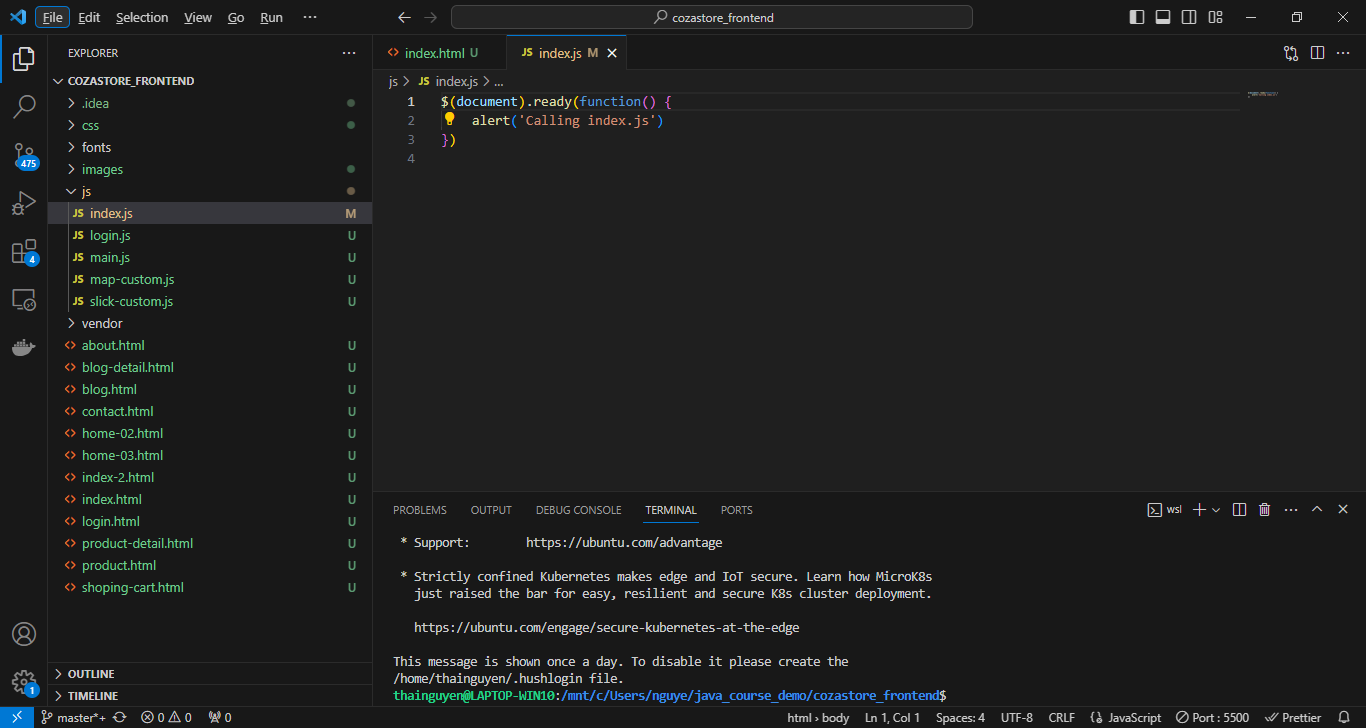 File Edit Selection View Go Run ···
cozastore_frontend
EXPLORER
COZASTORE_FRONTEND
.idea
css
fonts
images
js
JS index.js M
JS login.js U
JS main.js U
JS map-custom.js U
JS slick-custom.js U
vendor
<> about.html U
<> blog-detail.html U
<> blog.html U
<> contact.html U
<> home-02.html U
<> home-03.html U
<> index-2.html U
<> index.html U
<> login.html U
<> product-detail.html U
<> product.html U
<> shoping-cart.html U
OUTLINE
TIMELINE
475
4
1
<> index.html U
JS index.js M
js > JS index.js > ...
1 $(document).ready(function() {
2 alert('Calling index.js')
3 })
4
PROBLEMS OUTPUT DEBUG CONSOLE TERMINAL PORTS
wsl
* Support: https://ubuntu.com/advantage
* Strictly confined Kubernetes makes edge and IoT secure. Learn how MicroK8s
just raised the bar for easy, resilient and secure K8s cluster deployment.
https://ubuntu.com/engage/secure-kubernetes-at-the-edge
This message is shown once a day. To disable it please create the
/home/thainguyen/.hushlogin file.
thainguyen@LAPTOP-WIN10:/mnt/c/Users/nguye/java_course_demo/cozastore_frontend$
master*+ 0 0 0 html › body Ln 1, Col 1 Spaces: 4 UTF-8 CRLF {} JavaScript Port : 5500 Prettier